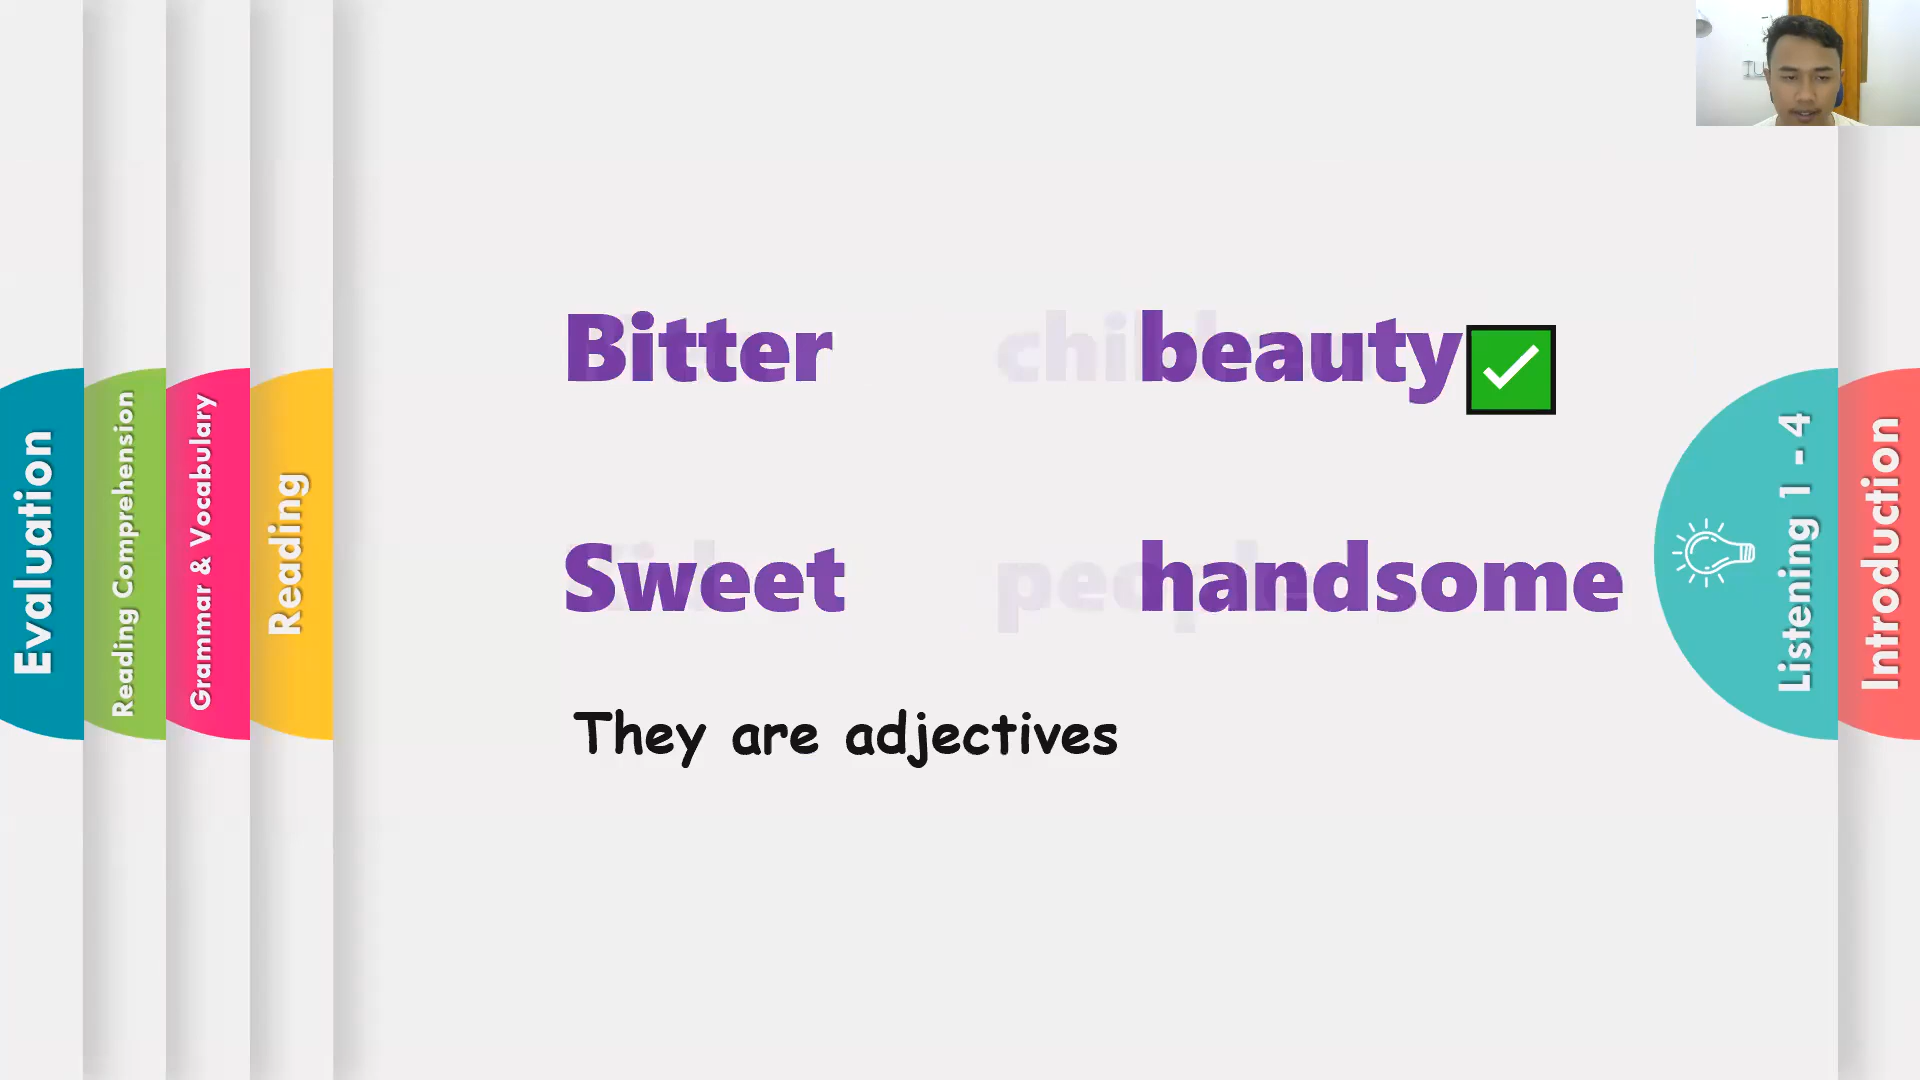 Evaluation
Reading Comprehension
Grammar & Vocabulary
Reading
Bitter beauty
Sweet handsome
They are adjectives
Listening 1 - 4
Introduction